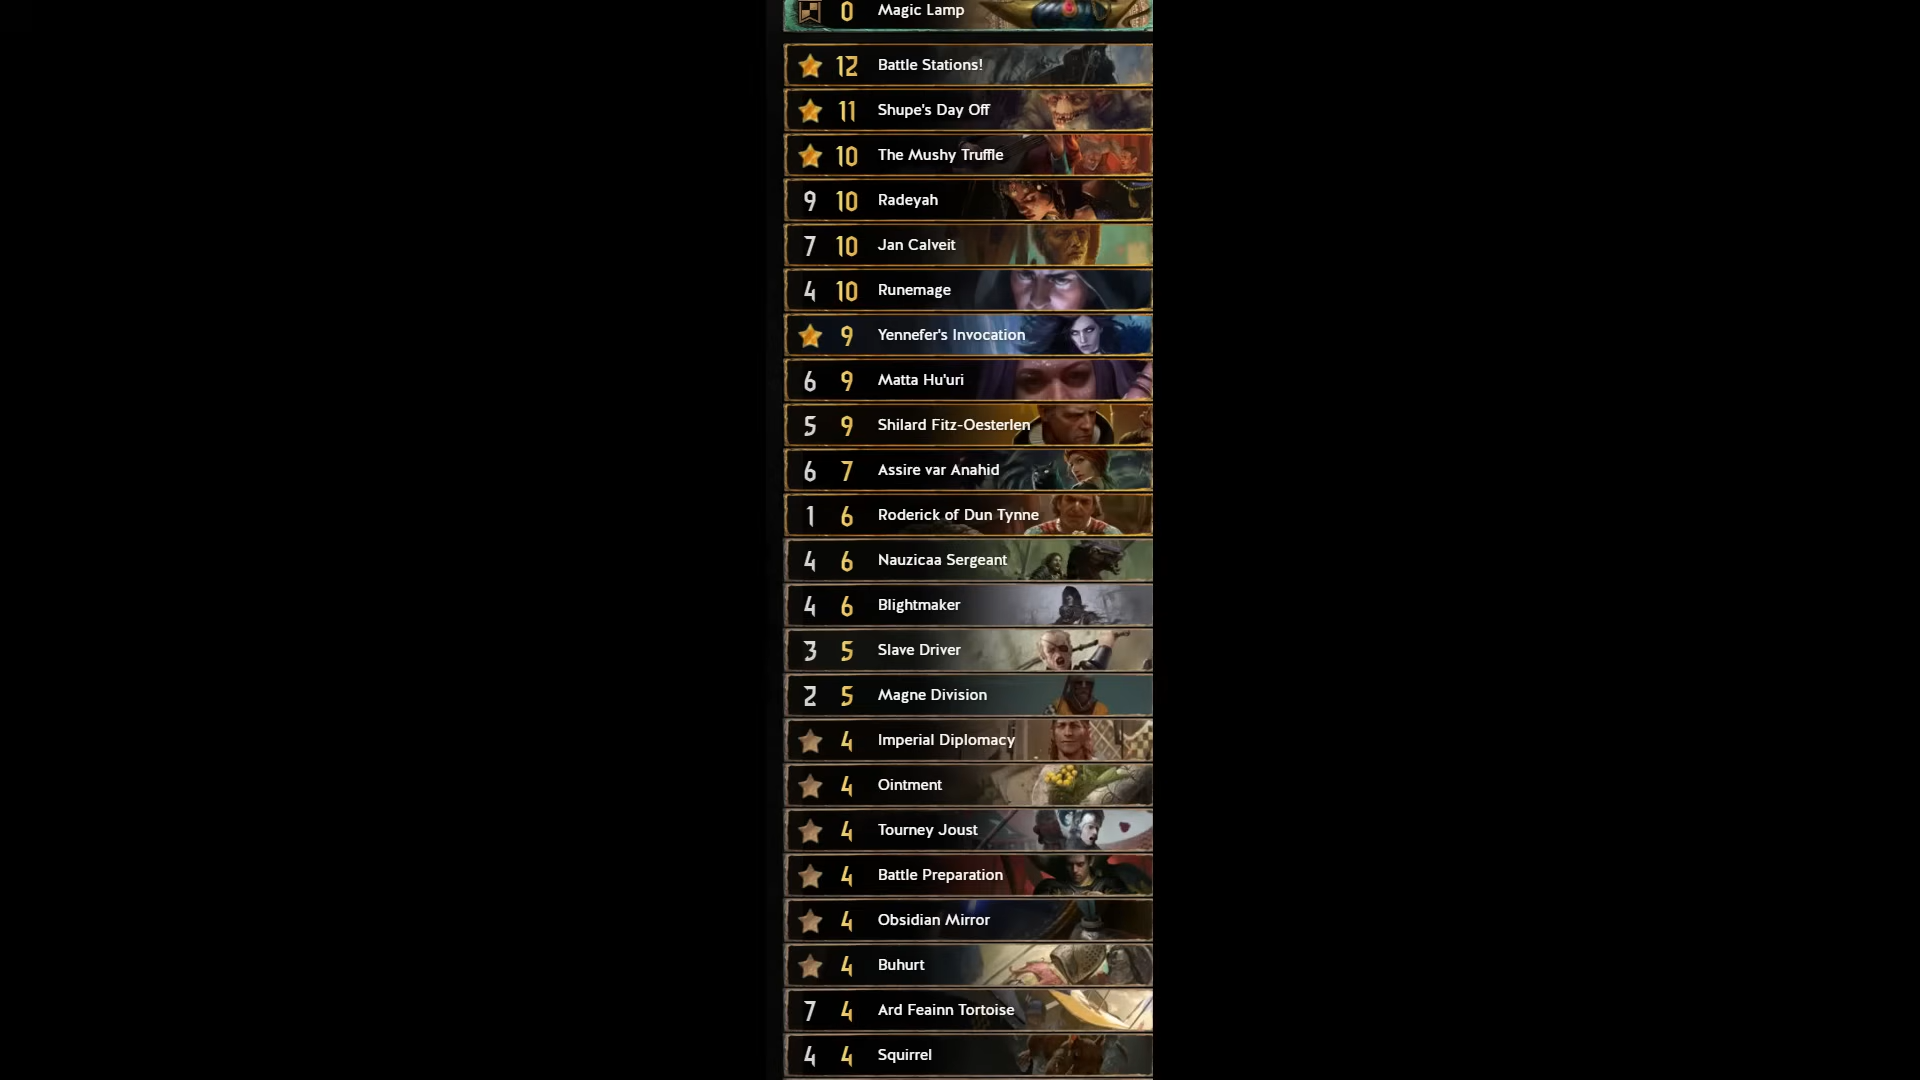 0 Magic Lamp
12 Battle Stations!
11 Shupe's Day Off
10 The Mushy Truffle
9 10 Radeyah
7 10 Jan Calveit
4 10 Runemage
9 Yennefer's Invocation
6 9 Matta Hu'uri
5 9 Shilard Fitz-Oesterlen
6 7 Assire var Anahid
1 6 Roderick of Dun Tynne
4 6 Nauzicaa Sergeant
4 6 Blightmaker
3 5 Slave Driver
2 5 Magne Division
4 Imperial Diplomacy
4 Ointment
4 Tourney Joust
4 Battle Preparation
4 Obsidian Mirror
4 Buhurt
7 4 Ard Feainn Tortoise
4 4 Squirrel